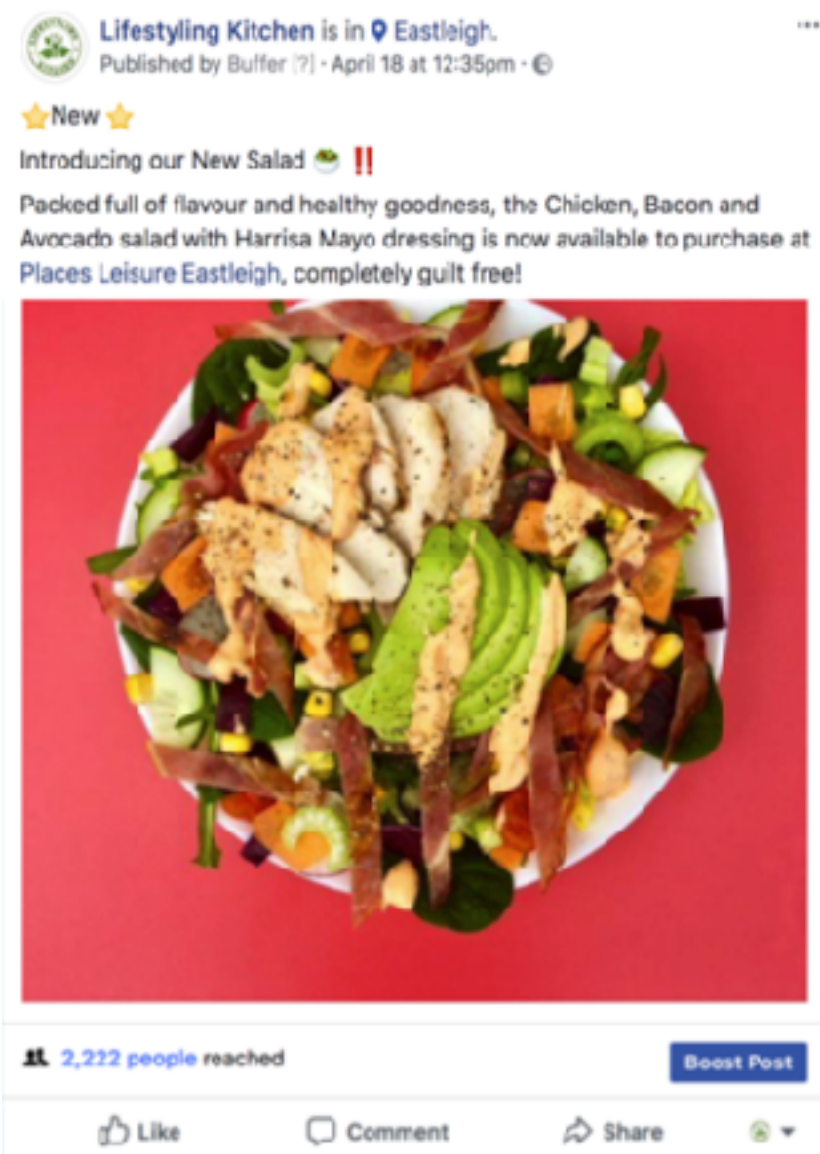 Lifestyling Kitchen is in Eastleigh.
Published by Buffer [?] · April 18 at 12:35pm ·
⭐New⭐
Introducing our New Salad 🥗 ‼️
Packed full of flavour and healthy goodness, the Chicken, Bacon and
Avocado salad with Harrisa Mayo dressing is now available to purchase at
Places Leisure Eastleigh, completely guilt free!
2,222 people reached
Boost Post
Like Comment Share